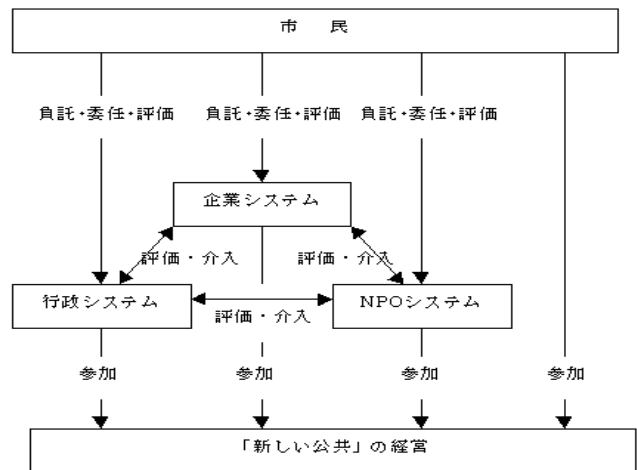 市　民
負託・委任・評価
負託・委任・評価
負託・委任・評価
企業システム
評価・介入
評価・介入
行政システム
NPOシステム
評価・介入
参加
参加
参加
参加
「新しい公共」の経営